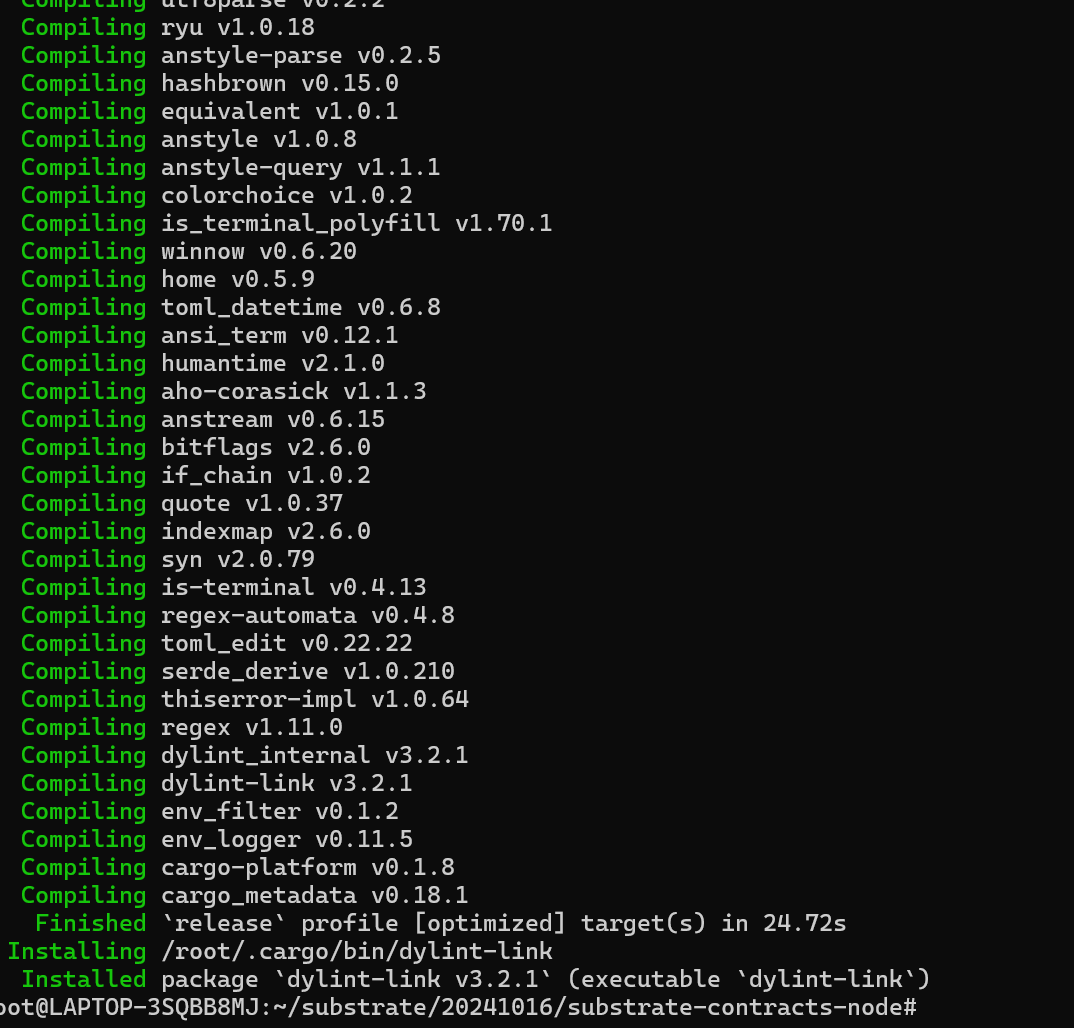 Compiling utf8parse v0.2.2
Compiling ryu v1.0.18
Compiling anstyle-parse v0.2.5
Compiling hashbrown v0.15.0
Compiling equivalent v1.0.1
Compiling anstyle v1.0.8
Compiling anstyle-query v1.1.1
Compiling colorchoice v1.0.2
Compiling is_terminal_polyfill v1.70.1
Compiling winnow v0.6.20
Compiling home v0.5.9
Compiling toml_datetime v0.6.8
Compiling ansi_term v0.12.1
Compiling humantime v2.1.0
Compiling aho-corasick v1.1.3
Compiling anstream v0.6.15
Compiling bitflags v2.6.0
Compiling if_chain v1.0.2
Compiling quote v1.0.37
Compiling indexmap v2.6.0
Compiling syn v2.0.79
Compiling is-terminal v0.4.13
Compiling regex-automata v0.4.8
Compiling toml_edit v0.22.22
Compiling serde_derive v1.0.210
Compiling thiserror-impl v1.0.64
Compiling regex v1.11.0
Compiling dylint_internal v3.2.1
Compiling dylint-link v3.2.1
Compiling env_filter v0.1.2
Compiling env_logger v0.11.5
Compiling cargo-platform v0.1.8
Compiling cargo_metadata v0.18.1
Finished `release` profile [optimized] target(s) in 24.72s
Installing /root/.cargo/bin/dylint-link
Installed package `dylint-link v3.2.1` (executable `dylint-link`)
oot@LAPTOP-3SQBB8MJ:~/substrate/20241016/substrate-contracts-node#